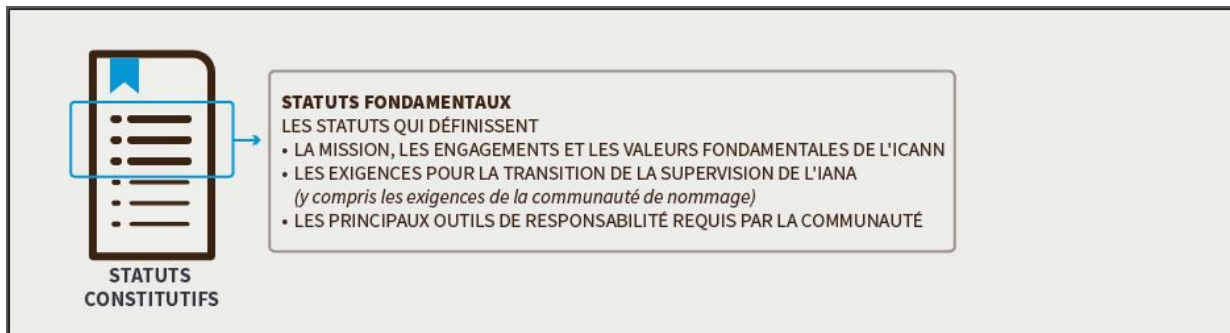 STATUTS FONDAMENTAUX
LES STATUTS QUI DÉFINISSENT
• LA MISSION, LES ENGAGEMENTS ET LES VALEURS FONDAMENTALES DE L'ICANN
• LES EXIGENCES POUR LA TRANSITION DE LA SUPERVISION DE L'IANA
(y compris les exigences de la communauté de nommage)
• LES PRINCIPAUX OUTILS DE RESPONSABILITÉ REQUIS PAR LA COMMUNAUTÉ
STATUTS
CONSTITUTIFS